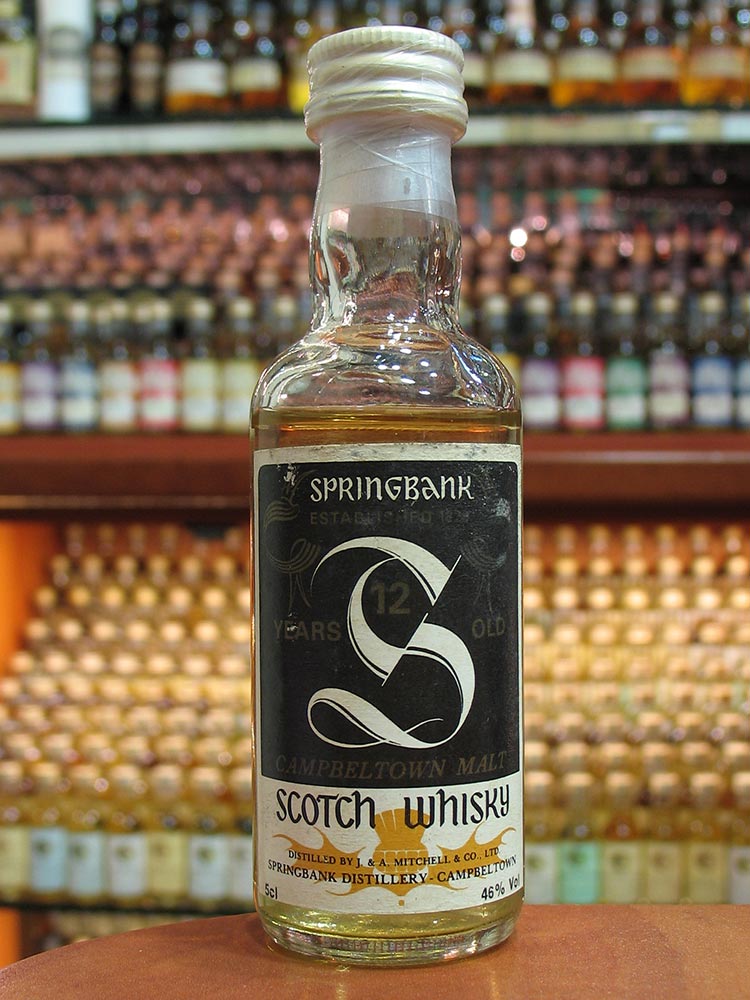 SPRINGBANK
ESTABLISHED
S
12
YEARS OLD
CAMPBELTOWN MALT
SCOTCH WHISKY
DISTILLED BY J. & A. MITCHELL & CO., LTD
SPRINGBANK DISTILLERY - CAMPBELTOWN
5cl 46% Vol